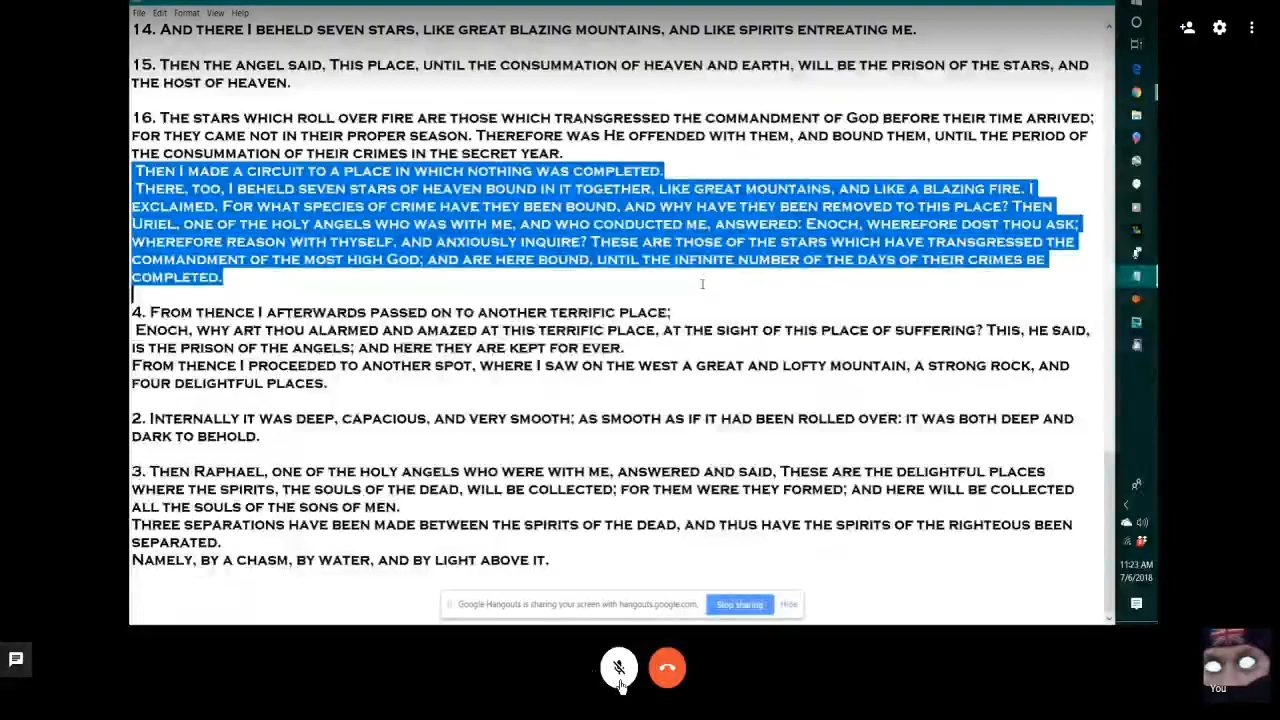 File Edit Format View Help
14. AND THERE I BEHELD SEVEN STARS, LIKE GREAT BLAZING MOUNTAINS, AND LIKE SPIRITS ENTREATING ME.
15. THEN THE ANGEL SAID, THIS PLACE, UNTIL THE CONSUMMATION OF HEAVEN AND EARTH, WILL BE THE PRISON OF THE STARS, AND
THE HOST OF HEAVEN.
16. THE STARS WHICH ROLL OVER FIRE ARE THOSE WHICH TRANSGRESSED THE COMMANDMENT OF GOD BEFORE THEIR TIME ARRIVED;
FOR THEY CAME NOT IN THEIR PROPER SEASON. THEREFORE WAS HE OFFENDED WITH THEM, AND BOUND THEM, UNTIL THE PERIOD OF
THE CONSUMMATION OF THEIR CRIMES IN THE SECRET YEAR.
THEN I MADE A CIRCUIT TO A PLACE IN WHICH NOTHING WAS COMPLETED.
THERE, TOO, I BEHELD SEVEN STARS OF HEAVEN BOUND IN IT TOGETHER, LIKE GREAT MOUNTAINS, AND LIKE A BLAZING FIRE. I
EXCLAIMED, FOR WHAT SPECIES OF CRIME HAVE THEY BEEN BOUND, AND WHY HAVE THEY BEEN REMOVED TO THIS PLACE? THEN
URIEL, ONE OF THE HOLY ANGELS WHO WAS WITH ME, AND WHO CONDUCTED ME, ANSWERED: ENOCH, WHEREFORE DOST THOU ASK;
WHEREFORE REASON WITH THYSELF, AND ANXIOUSLY INQUIRE? THESE ARE THOSE OF THE STARS WHICH HAVE TRANSGRESSED THE
COMMANDMENT OF THE MOST HIGH GOD; AND ARE HERE BOUND, UNTIL THE INFINITE NUMBER OF THE DAYS OF THEIR CRIMES BE
COMPLETED.
4. FROM THENCE I AFTERWARDS PASSED ON TO ANOTHER TERRIFIC PLACE;
ENOCH, WHY ART THOU ALARMED AND AMAZED AT THIS TERRIFIC PLACE, AT THE SIGHT OF THIS PLACE OF SUFFERING? THIS, HE SAID,
IS THE PRISON OF THE ANGELS; AND HERE THEY ARE KEPT FOR EVER.
FROM THENCE I PROCEEDED TO ANOTHER SPOT, WHERE I SAW ON THE WEST A GREAT AND LOFTY MOUNTAIN, A STRONG ROCK, AND
FOUR DELIGHTFUL PLACES.
2. INTERNALLY IT WAS DEEP, CAPACIOUS, AND VERY SMOOTH; AS SMOOTH AS IF IT HAD BEEN ROLLED OVER: IT WAS BOTH DEEP AND
DARK TO BEHOLD.
3. THEN RAPHAEL, ONE OF THE HOLY ANGELS WHO WERE WITH ME, ANSWERED AND SAID, THESE ARE THE DELIGHTFUL PLACES
WHERE THE SPIRITS, THE SOULS OF THE DEAD, WILL BE COLLECTED; FOR THEM WERE THEY FORMED; AND HERE WILL BE COLLECTED
ALL THE SOULS OF THE SONS OF MEN.
THREE SEPARATIONS HAVE BEEN MADE BETWEEN THE SPIRITS OF THE DEAD, AND THUS HAVE THE SPIRITS OF THE RIGHTEOUS BEEN
SEPARATED.
NAMELY, BY A CHASM, BY WATER, AND BY LIGHT ABOVE IT.
11:23 AM
7/6/2018
Google Hangouts is sharing your screen with hangouts.google.com. Stop sharing Hide
You